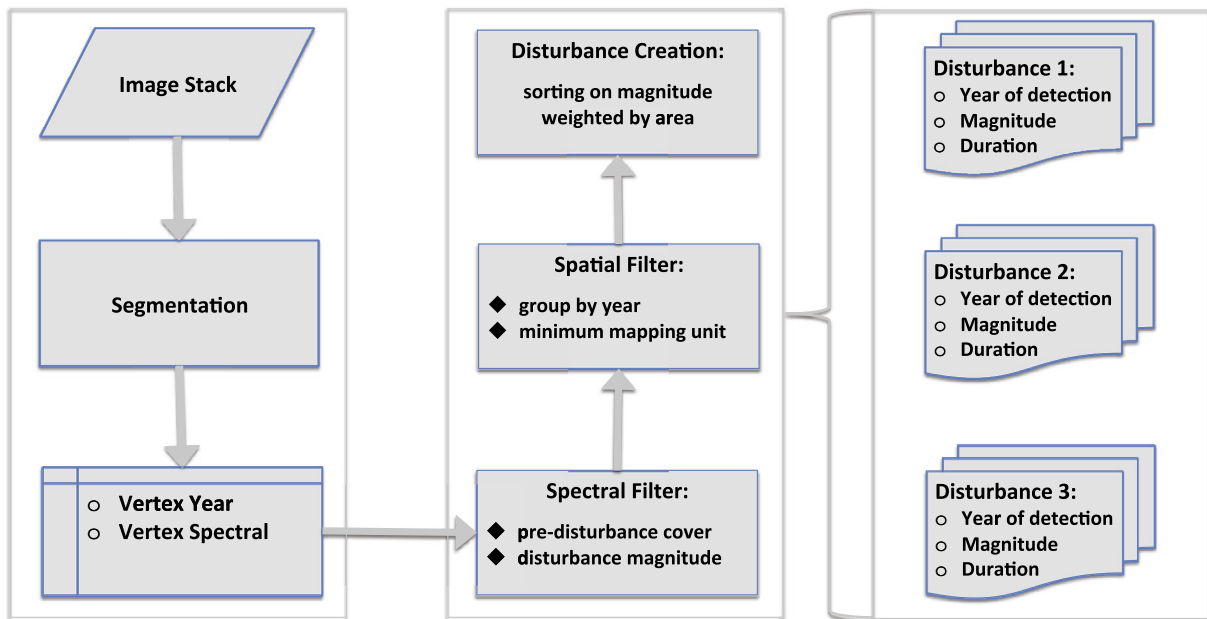 Image Stack
Segmentation
○ Vertex Year
○ Vertex Spectral
Disturbance Creation:
sorting on magnitude
weighted by area
Spatial Filter:
◆ group by year
◆ minimum mapping unit
Spectral Filter:
◆ pre-disturbance cover
◆ disturbance magnitude
Disturbance 1:
○ Year of detection
○ Magnitude
○ Duration
Disturbance 2:
○ Year of detection
○ Magnitude
○ Duration
Disturbance 3:
○ Year of detection
○ Magnitude
○ Duration